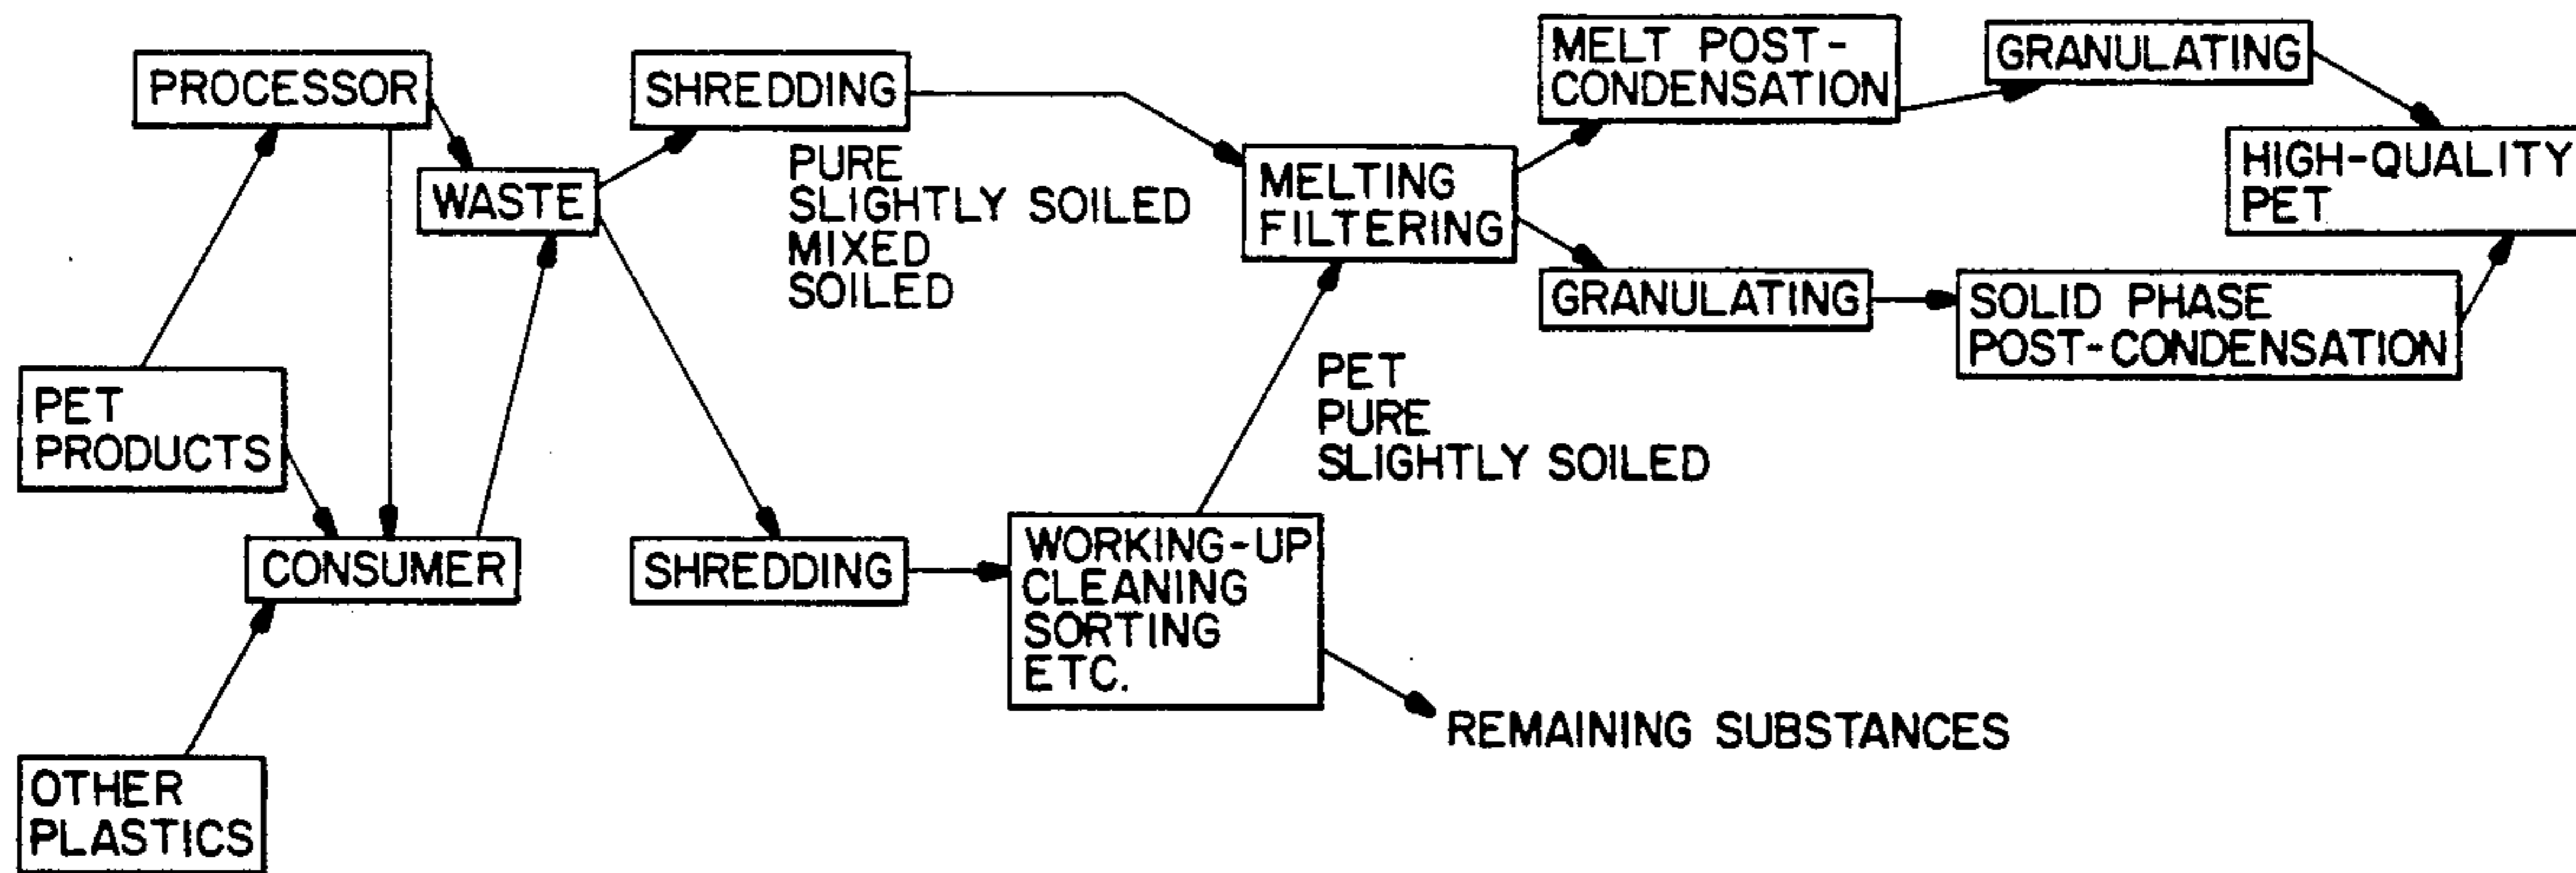 PROCESSOR
SHREDDING
MELT POST-
CONDENSATION
GRANULATING
WASTE
PURE
SLIGHTLY SOILED
MIXED
SOILED
MELTING
FILTERING
HIGH-QUALITY
PET
GRANULATING
SOLID PHASE
POST-CONDENSATION
PET
PRODUCTS
PET
PURE
SLIGHTLY SOILED
CONSUMER
SHREDDING
WORKING-UP
CLEANING
SORTING
ETC.
REMAINING SUBSTANCES
OTHER
PLASTICS